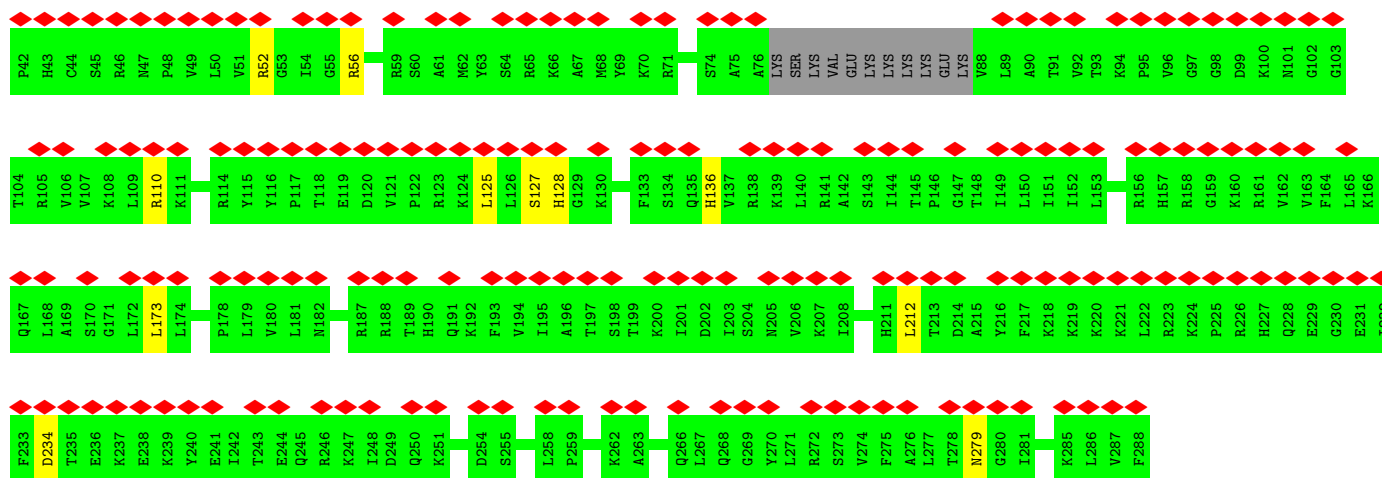 P42 H43 C44 S45 R46 N47 P48 V49 L50 V51 R52 G53 I54 G55 R56 R59 S60 A61 M62 Y63 S64 R65 K66 A67 M68 Y69 K70 R71 S74 A75 A76 LYS SER LYS VAL GLU LYS LYS LYS LYS GLU LYS V88 L89 A90 T91 V92 T93 K94 P95 V96 G97 G98 D99 K100 N101 G102 G103
T104 R105 V106 V107 K108 L109 R110 K111 R114 Y115 Y116 P117 T118 E119 D120 V121 P122 R123 K124 L125 L126 S127 H128 G129 K130 F133 S134 Q135 H136 V137 R138 K139 L140 R141 A142 S143 I144 T145 P146 G147 T148 I149 L150 I151 I152 L153 R156 H157 R158 G159 K160 R161 V162 V163 F164 L165 K166
Q167 L168 A169 S170 G171 L172 L173 L174 P178 L179 V180 L181 N182 R187 R188 T189 H190 Q191 K192 F193 V194 I195 A196 T197 S198 T199 K200 I201 D202 I203 S204 N205 V206 K207 I208 H211 L212 T213 D214 A215 Y216 F217 K218 K219 K220 K221 L222 R223 K224 P225 R226 H227 Q228 E229 G230 E231
F233 D234 T235 E236 K237 E238 K239 Y240 E241 I242 T243 E244 Q245 R246 K247 I248 D249 Q250 K251 D254 S255 L258 P259 K262 A263 Q266 L267 Q268 G269 Y270 L271 R272 S273 V274 F275 A276 L277 T278 N279 G280 I281 K285 L286 V287 F288